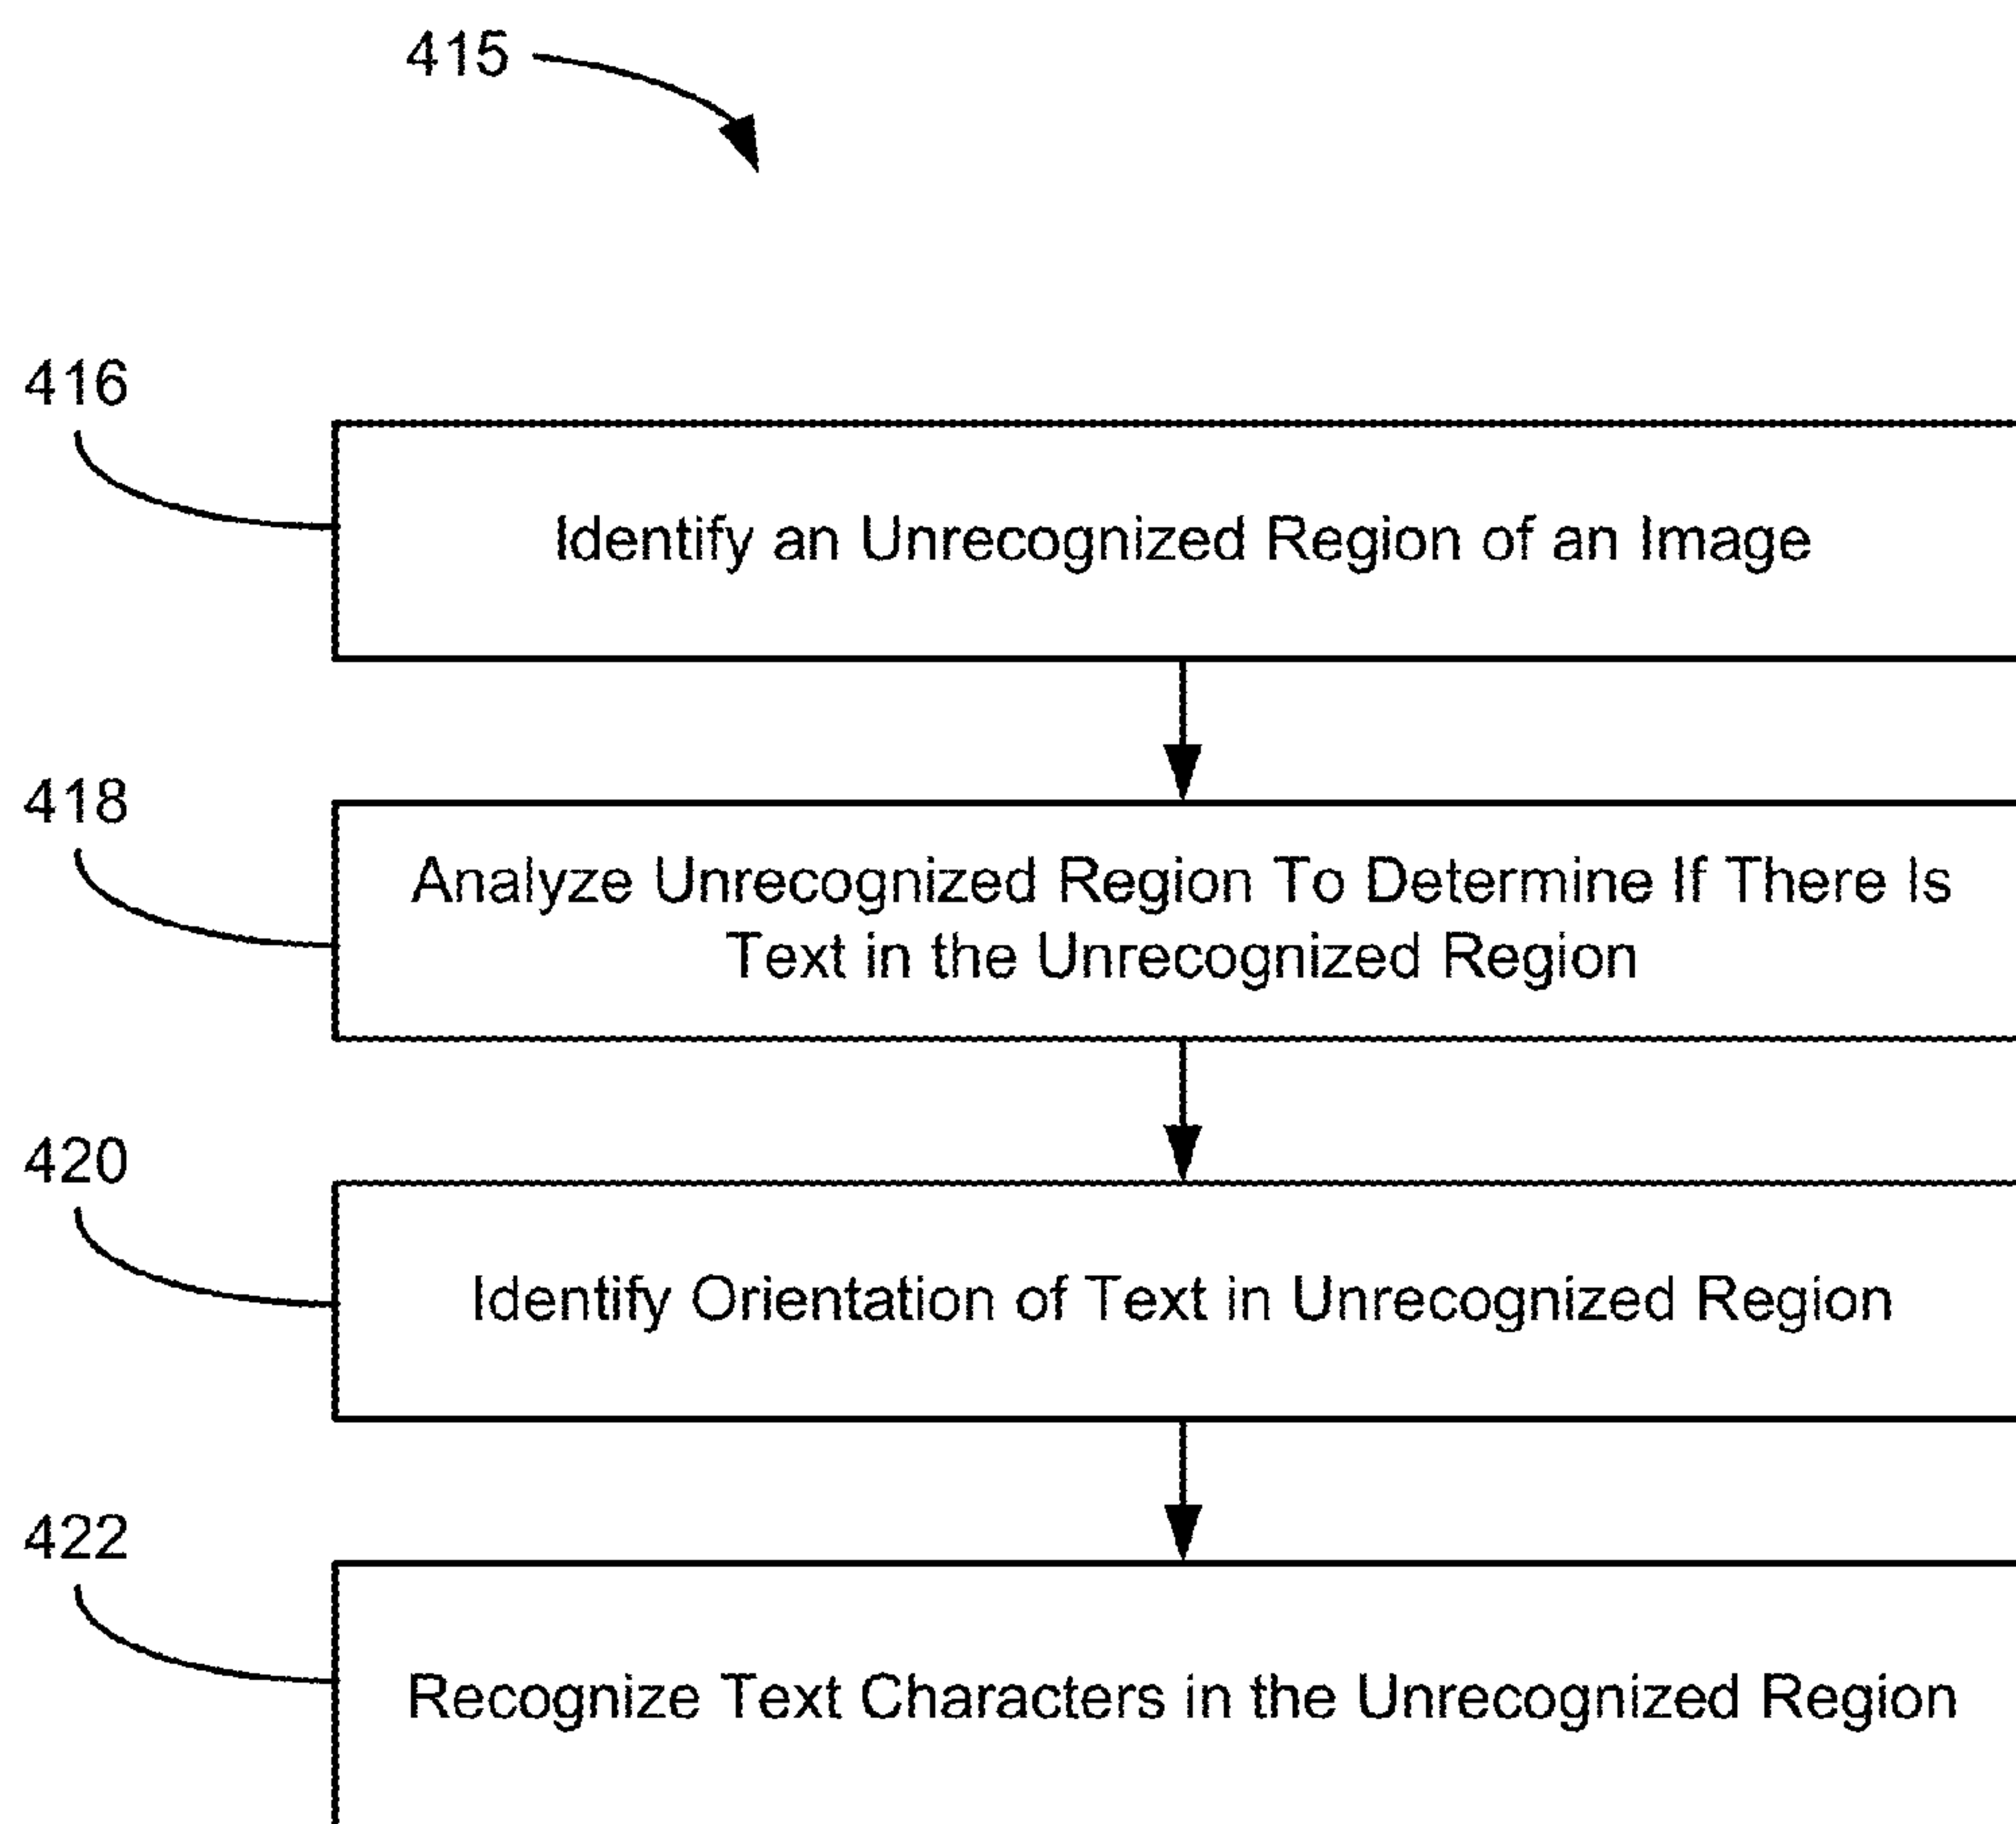 415
416
Identify an Unrecognized Region of an Image
418
Analyze Unrecognized Region To Determine If There Is
Text in the Unrecognized Region
420
Identify Orientation of Text in Unrecognized Region
422
Recognize Text Characters in the Unrecognized Region